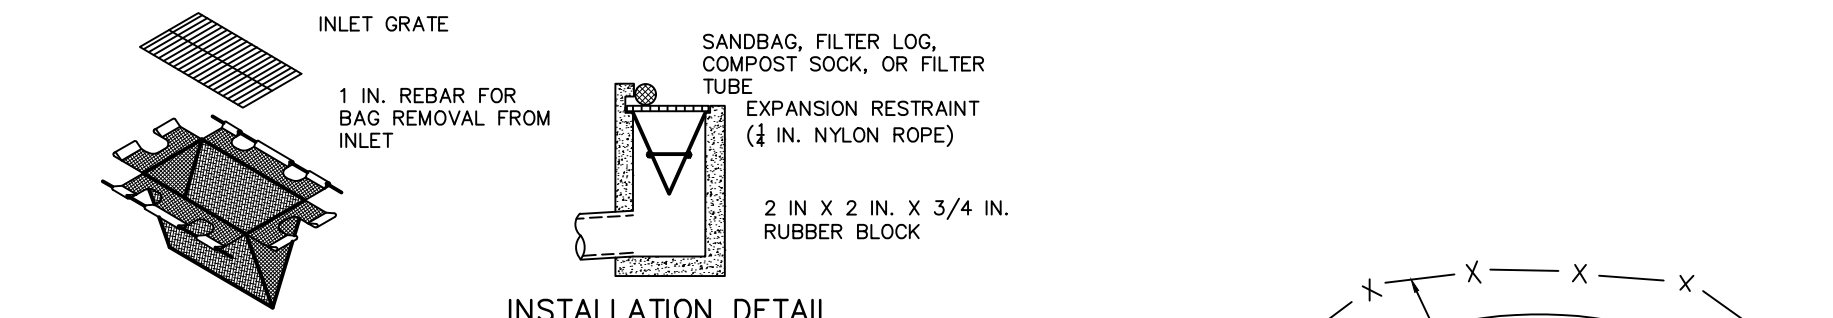 INLET GRATE
1 IN. REBAR FOR
BAG REMOVAL FROM
INLET
SANDBAG, FILTER LOG,
COMPOST SOCK, OR FILTER
TUBE
EXPANSION RESTRAINT
(1/4 IN. NYLON ROPE)
2 IN X 2 IN. X 3/4 IN.
RUBBER BLOCK
INSTALLATION DETAIL
X X X X